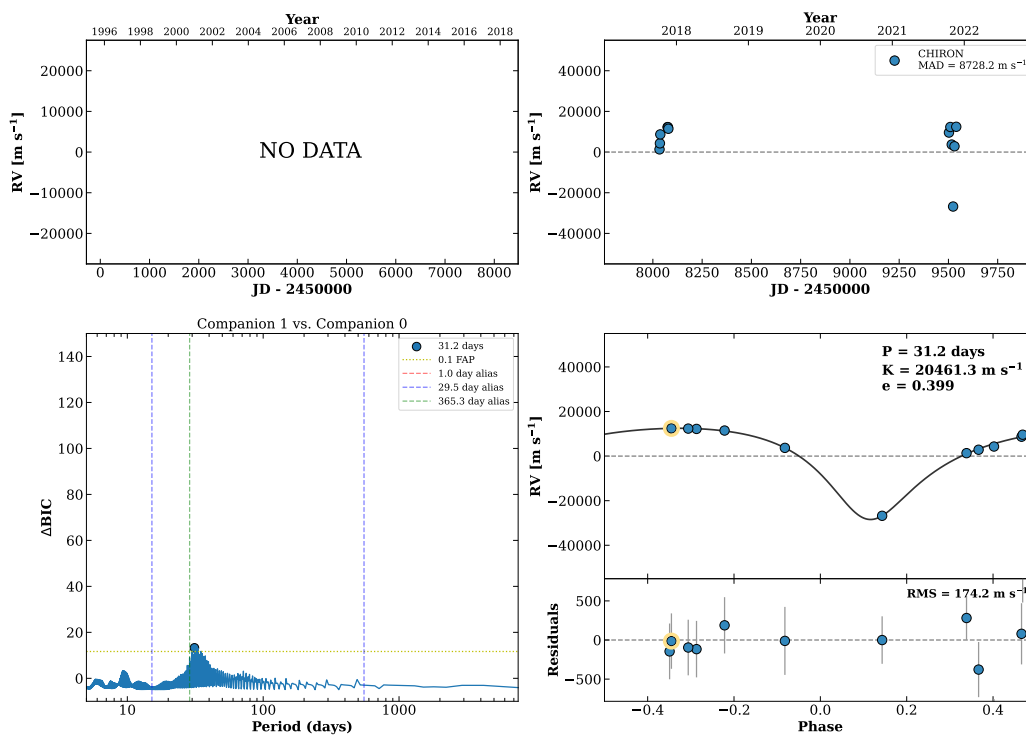 Year
1996 1998 2000 2002 2004 2006 2008 2010 2012 2014 2016 2018
20000
10000
0
−10000
−20000
RV [m s⁻¹]
NO DATA
0 1000 2000 3000 4000 5000 6000 7000 8000
JD - 2450000
Year
2018 2019 2020 2021 2022
40000
20000
0
−20000
−40000
RV [m s⁻¹]
CHIRON
MAD = 8728.2 m s⁻¹
8000 8250 8500 8750 9000 9250 9500 9750
JD - 2450000
Companion 1 vs. Companion 0
140
120
100
80
60
40
20
0
ΔBIC
31.2 days
0.1 FAP
1.0 day alias
29.5 day alias
365.3 day alias
10 100 1000
Period (days)
40000
20000
0
−20000
−40000
RV [m s⁻¹]
P = 31.2 days
K = 20461.3 m s⁻¹
e = 0.399
500
0
−500
Residuals
RMS = 174.2 m s⁻¹
−0.4 −0.2 0.0 0.2 0.4
Phase